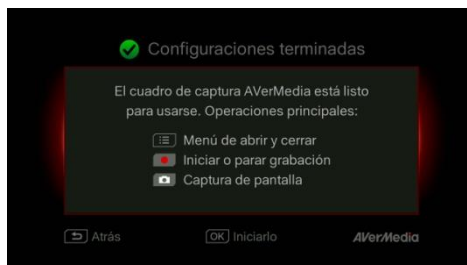 Configuraciones terminadas
El cuadro de captura AVerMedia está listo
para usarse. Operaciones principales:
Menú de abrir y cerrar
Iniciar o parar grabación
Captura de pantalla
Atrás
OK Iniciarlo
AVerMedia